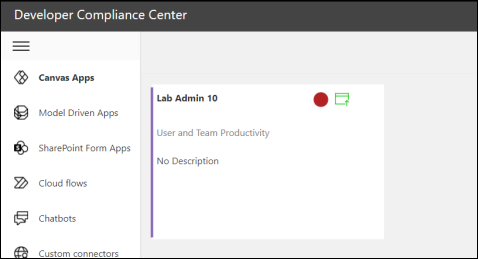 Developer Compliance Center
Canvas Apps
Model Driven Apps
SharePoint Form Apps
Cloud flows
Chatbots
Custom connectors
Lab Admin 10
User and Team Productivity
No Description